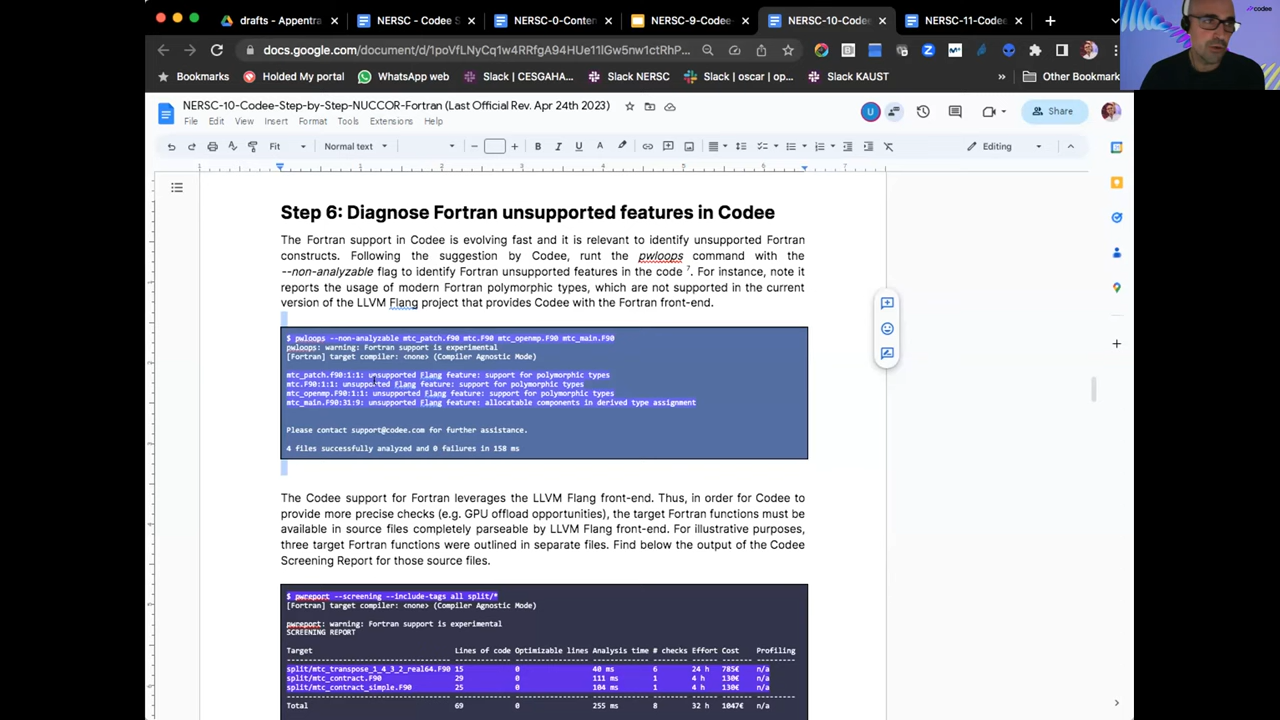 drafts - Appentra
NERSC - Codee S
NERSC-0-Conten
NERSC-9-Codee
NERSC-10-Codee
NERSC-11-Codee
codee
docs.google.com/document/d/1poVfLNyCq1w4RRfgA94HUe11lGw5nw1ctRhP...
Bookmarks
Holded My portal
WhatsApp web
Slack | CESGAHA...
Slack NERSC
Slack | oscar | op...
Slack KAUST
»
Other Bookmark
NERSC-10-Codee-Step-by-Step-NUCCOR-Fortran (Last Official Rev. Apr 24th 2023)
U
Share
File Edit View Insert Format Tools Extensions Help
Fit
Normal text
B I U A
Editing
1 1 2 3 4 5 6 7
Step 6: Diagnose Fortran unsupported features in Codee
The Fortran support in Codee is evolving fast and it is relevant to identify unsupported Fortran
constructs. Following the suggestion by Codee, runt the pwloops command with the
--non-analyzable flag to identify Fortran unsupported features in the code 7. For instance, note it
reports the usage of modern Fortran polymorphic types, which are not supported in the current
version of the LLVM Flang project that provides Codee with the Fortran front-end.
$ pwloops --non-analyzable mtc_patch.f90 mtc.F90 mtc_openmp.F90 mtc_main.F90
pwloops: warning: Fortran support is experimental
[Fortran] target compiler: <none> (Compiler Agnostic Mode)
mtc_patch.f90:1:1: unsupported Flang feature: support for polymorphic types
mtc.F90:1:1: unsupported Flang feature: support for polymorphic types
mtc_openmp.F90:1:1: unsupported Flang feature: support for polymorphic types
mtc_main.F90:31:9: unsupported Flang feature: allocatable components in derived type assignment
Please contact support@codee.com for further assistance.
4 files successfully analyzed and 0 failures in 158 ms
The Codee support for Fortran leverages the LLVM Flang front-end. Thus, in order for Codee to
provide more precise checks (e.g. GPU offload opportunities), the target Fortran functions must be
available in source files completely parseable by LLVM Flang front-end. For illustrative purposes,
three target Fortran functions were outlined in separate files. Find below the output of the Codee
Screening Report for those source files.
$ pwreport --screening --include-tags all split/*
[Fortran] target compiler: <none> (Compiler Agnostic Mode)
pwreport: warning: Fortran support is experimental
SCREENING REPORT
Target Lines of code Optimizable lines Analysis time # checks Effort Cost Profiling
split/mtc_transpose_1_4_3_2_real64.F90 15 0 40 ms 6 24 h 785€ n/a
split/mtc_contract.F90 29 0 111 ms 1 4 h 130€ n/a
split/mtc_contract_simple.F90 25 0 104 ms 1 4 h 130€ n/a
Total 69 0 255 ms 8 32 h 1047€ n/a